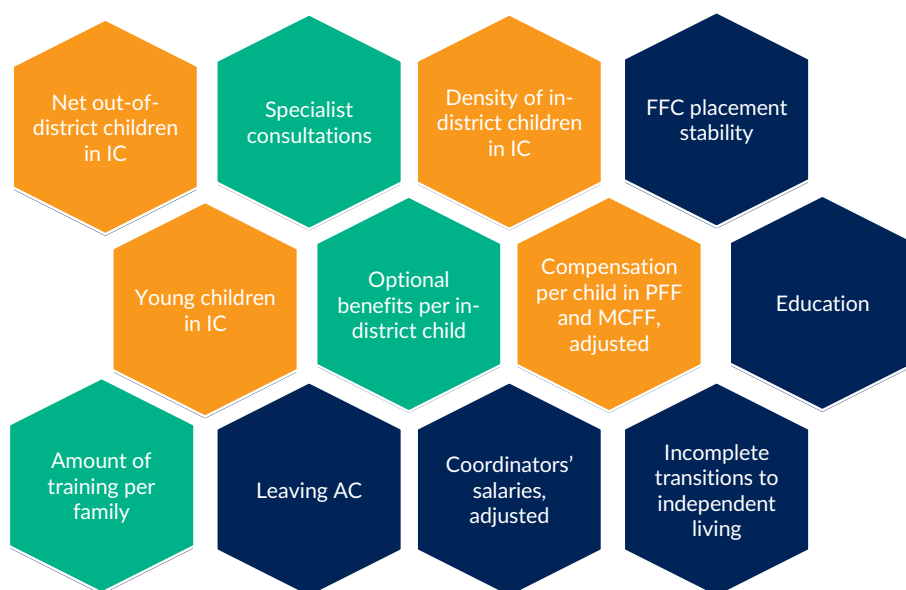 Net out-of-
district children
in IC
Specialist
consultations
Density of in-
district children
in IC
FFC placement
stability
Young children
in IC
Optional
benefits per in-
district child
Compensation
per child in PFF
and MCFF,
adjusted
Education
Amount of
training per
family
Leaving AC
Coordinators’
salaries,
adjusted
Incomplete
transitions to
independent
living